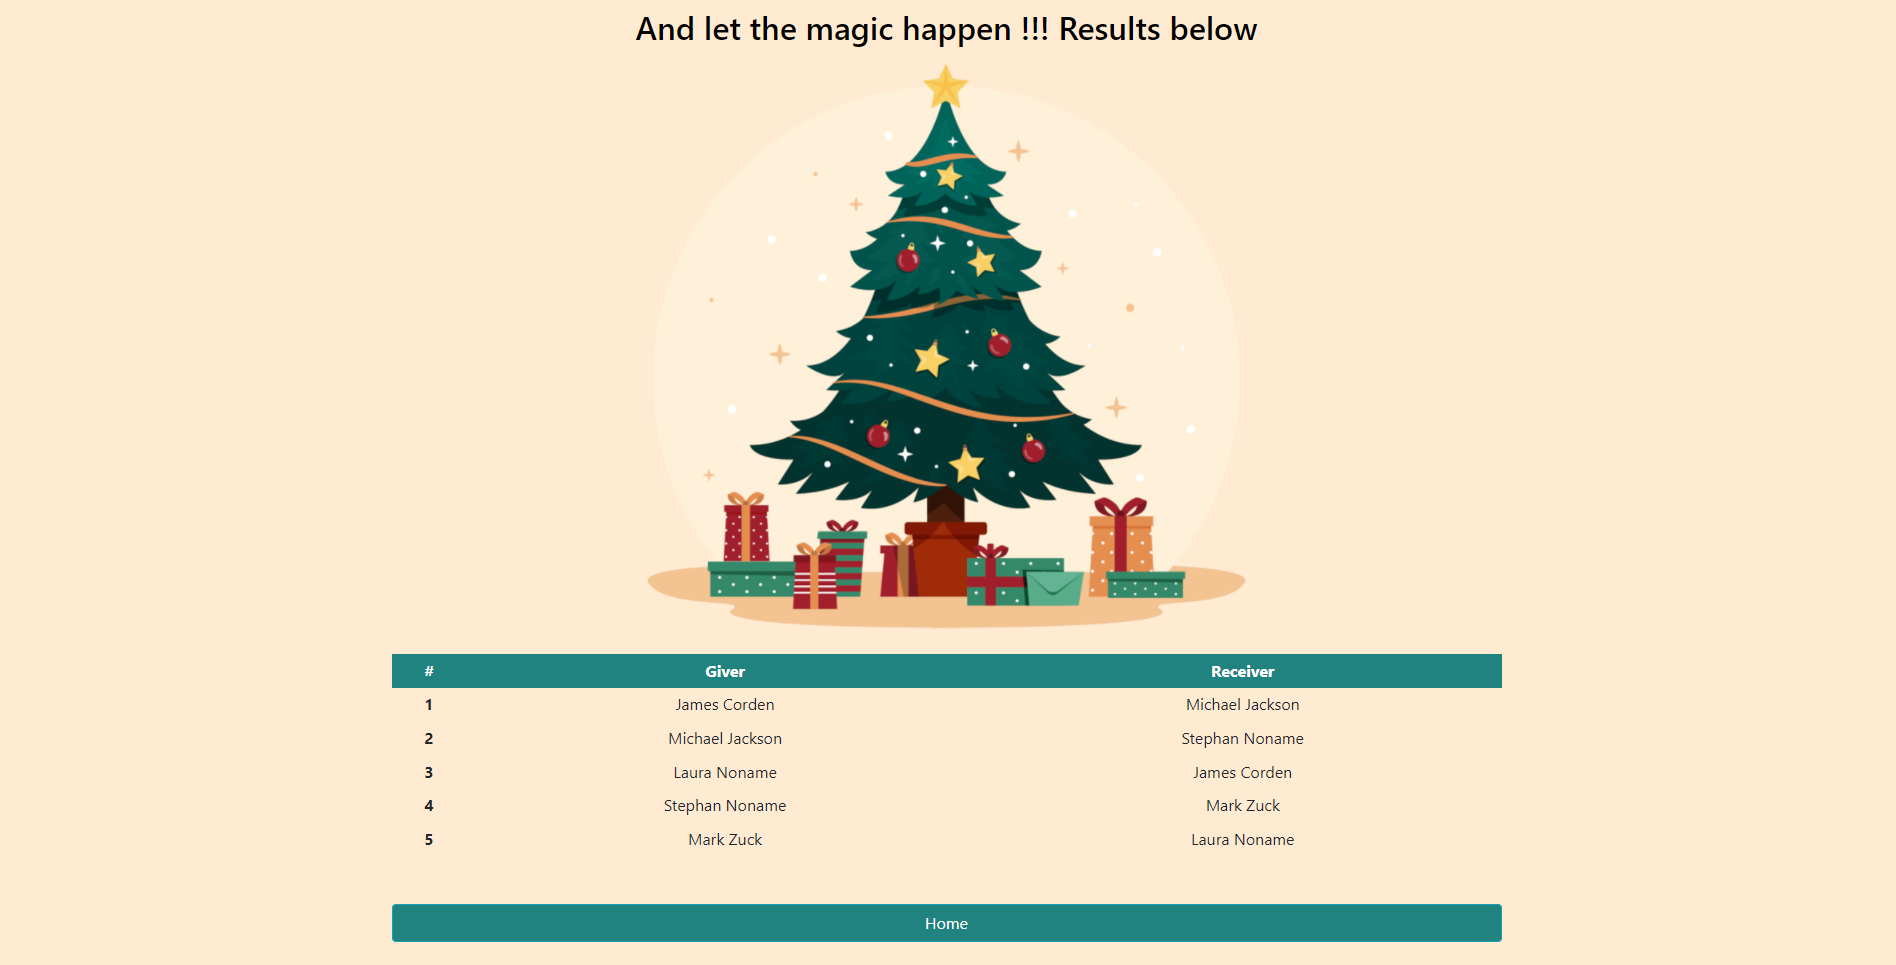 And let the magic happen !!! Results below
# Giver Receiver
1 James Corden Michael Jackson
2 Michael Jackson Stephan Noname
3 Laura Noname James Corden
4 Stephan Noname Mark Zuck
5 Mark Zuck Laura Noname
Home